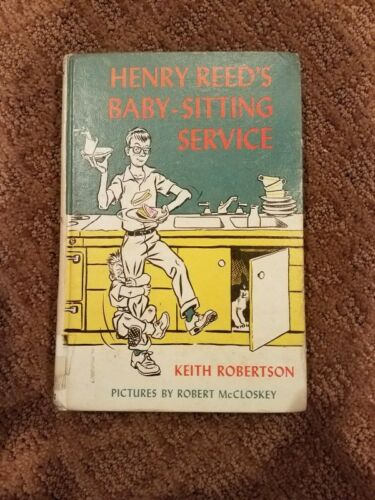 HENRY REED'S
BABY-SITTING
SERVICE
KEITH ROBERTSON
PICTURES BY ROBERT McCLOSKEY